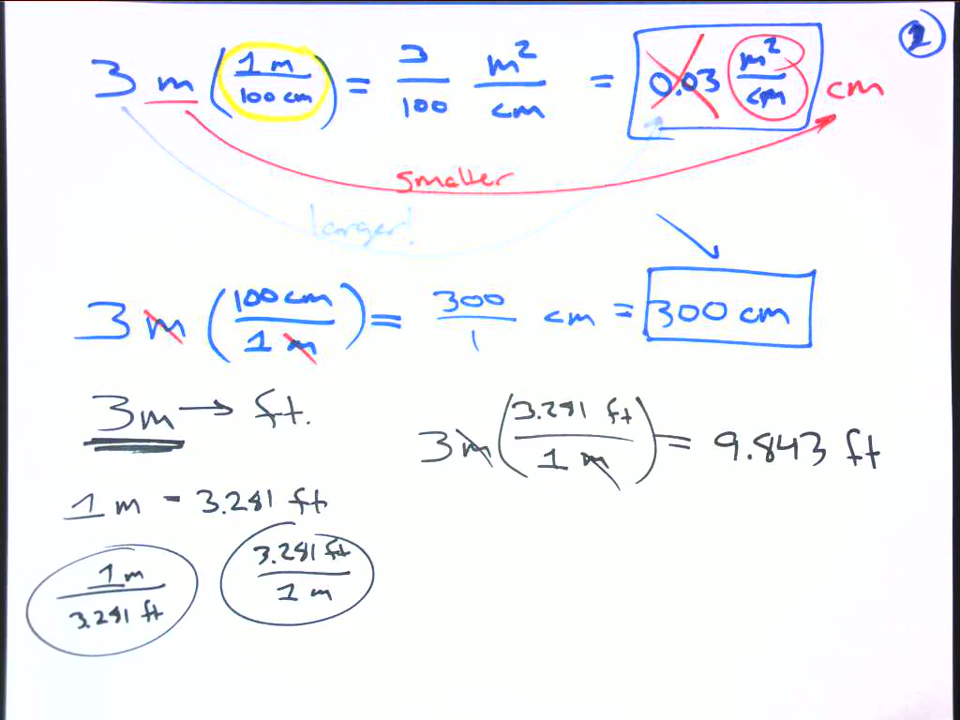 2
3 m (1 m / 100 cm) = 3/100 m²/cm = 0.03 m²/cm cm
smaller
larger!
3 m (100 cm / 1 m) = 300/1 cm = 300 cm
3m → ft.
3m (3.281 ft / 1 m) = 9.843 ft
1 m = 3.281 ft
1 m / 3.281 ft
3.281 ft / 1 m